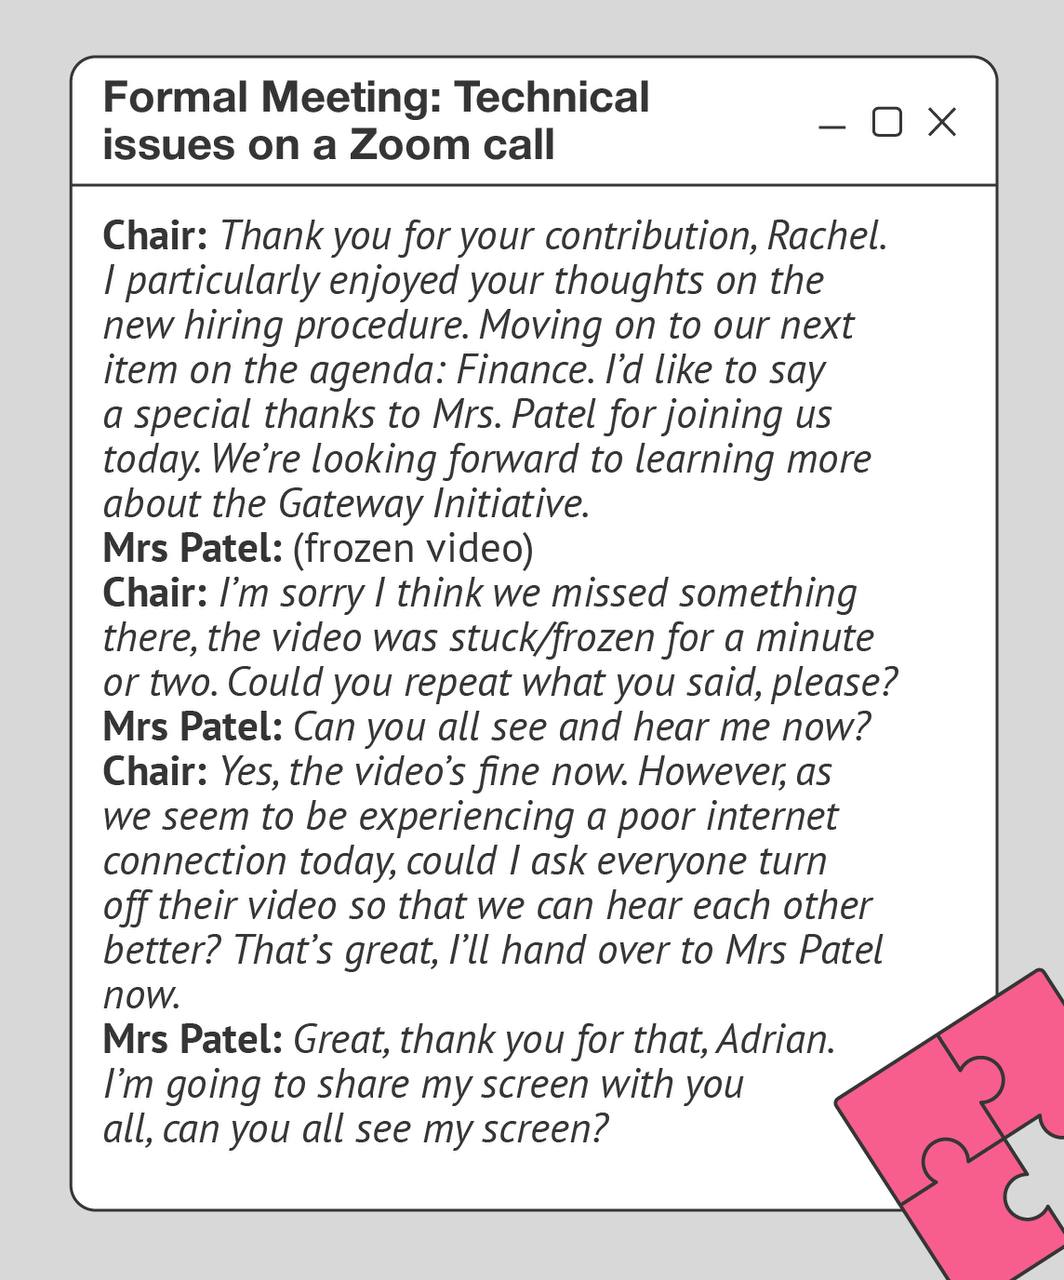 Formal Meeting: Technical
issues on a Zoom call
Chair: Thank you for your contribution, Rachel.
I particularly enjoyed your thoughts on the
new hiring procedure. Moving on to our next
item on the agenda: Finance. I’d like to say
a special thanks to Mrs. Patel for joining us
today. We’re looking forward to learning more
about the Gateway Initiative.
Mrs Patel: (frozen video)
Chair: I’m sorry I think we missed something
there, the video was stuck/frozen for a minute
or two. Could you repeat what you said, please?
Mrs Patel: Can you all see and hear me now?
Chair: Yes, the video’s fine now. However, as
we seem to be experiencing a poor internet
connection today, could I ask everyone turn
off their video so that we can hear each other
better? That’s great, I’ll hand over to Mrs Patel
now.
Mrs Patel: Great, thank you for that, Adrian.
I’m going to share my screen with you
all, can you all see my screen?